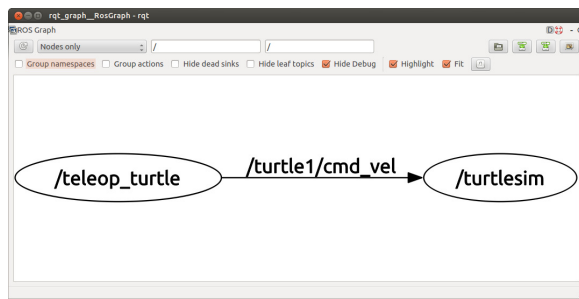 rqt_graph__RosGraph - rqt
ROS Graph
D - O
Nodes only / /
Group namespaces Group actions Hide dead sinks Hide leaf topics Hide Debug Highlight Fit
/teleop_turtle /turtle1/cmd_vel /turtlesim